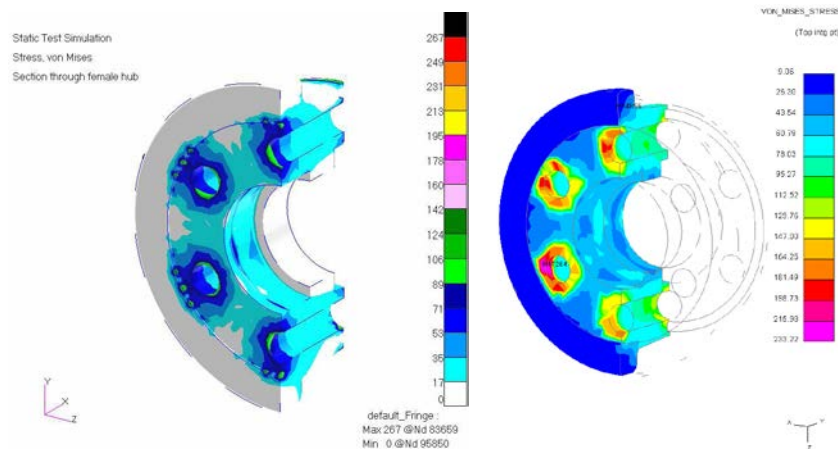 Static Test Simulation
Stress, von Mises
Section through female hub
267
249
231
213
195
178
160
142
124
106
89
71
53
35
17
0
Y
X
Z
default_Fringe :
Max 267 @Nd 83659
Min 0 @Nd 95850
VON_MISES_STRESS
(Top intg pt)
9.06
26.30
43.54
60.79
78.03
95.27
112.52
129.76
147.00
164.25
181.49
198.73
215.98
233.22